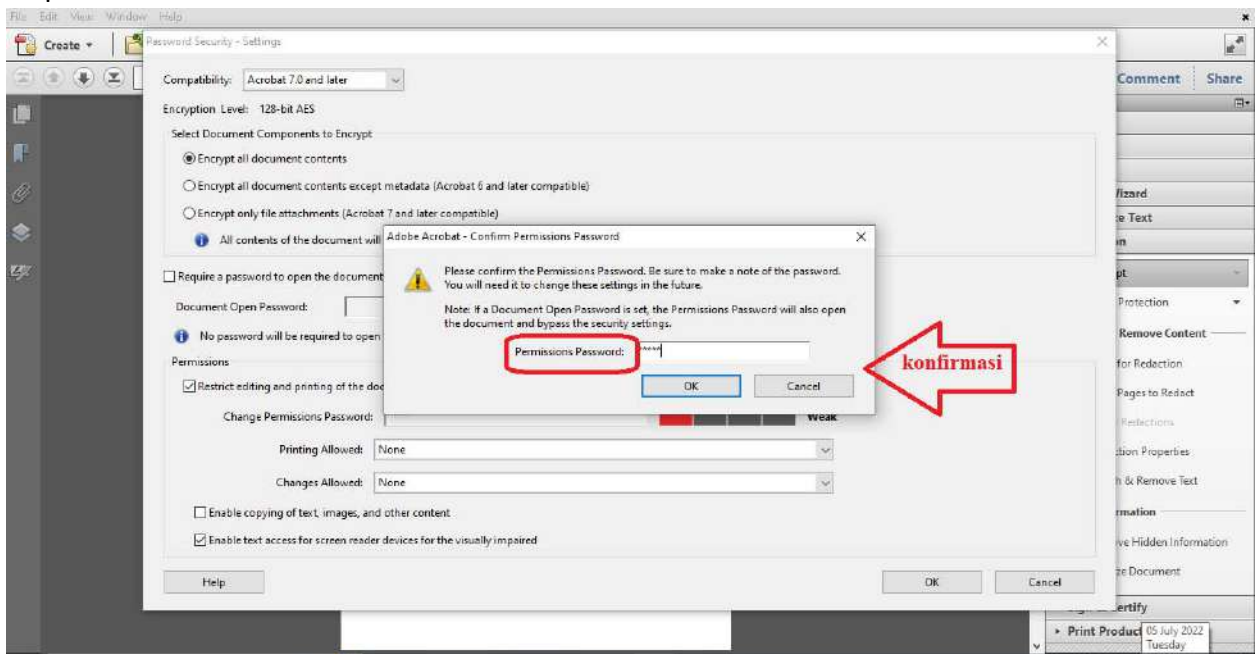 File Edit View Window Help
Create
Password Security - Settings
Comment Share
Compatibility: Acrobat 7.0 and later
Encryption Level: 128-bit AES
Select Document Components to Encrypt
Encrypt all document contents
Encrypt all document contents except metadata (Acrobat 6 and later compatible)
Encrypt only file attachments (Acrobat 7 and later compatible)
All contents of the document will
Adobe Acrobat - Confirm Permissions Password
Please confirm the Permissions Password. Be sure to make a note of the password.
You will need it to change these settings in the future.
Note: If a Document Open Password is set, the Permissions Password will also open
the document and bypass the security settings.
Permissions Password: *****
OK Cancel
konfirmasi
Require a password to open the document
Document Open Password:
No password will be required to open
Permissions
Restrict editing and printing of the doc
Change Permissions Password:
Weak
Printing Allowed: None
Changes Allowed: None
Enable copying of text, images, and other content
Enable text access for screen reader devices for the visually impaired
Help OK Cancel
Wizard
e Text
on
pt
Protection
Remove Content
for Redaction
Pages to Redact
Redactions
ction Properties
h & Remove Text
rmation
ve Hidden Information
ze Document
ertify
Print Product
05 July 2022
Tuesday